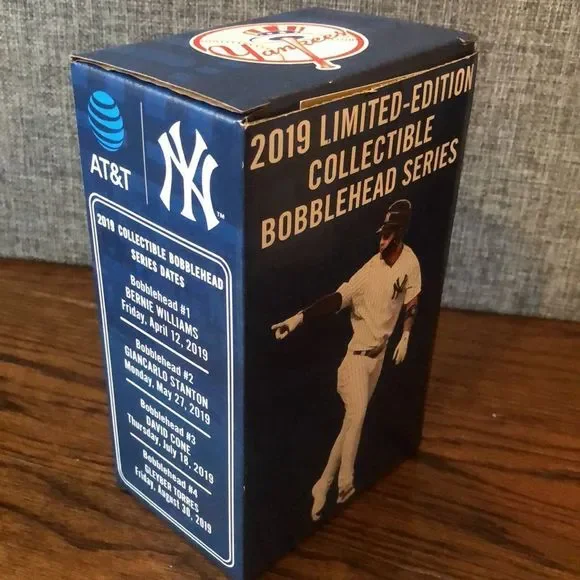 Yankees
2019 LIMITED-EDITION
COLLECTIBLE
BOBBLEHEAD SERIES
AT&T
NY
TM
2019 COLLECTIBLE BOBBLEHEAD
SERIES DATES
Bobblehead #1
BERNIE WILLIAMS
Friday, April 12, 2019
Bobblehead #2
GIANCARLO STANTON
Monday, May 27, 2019
Bobblehead #3
DAVID CONE
Thursday, July 18, 2019
Bobblehead #4
GLEYBER TORRES
Friday, August 30, 2019
NY